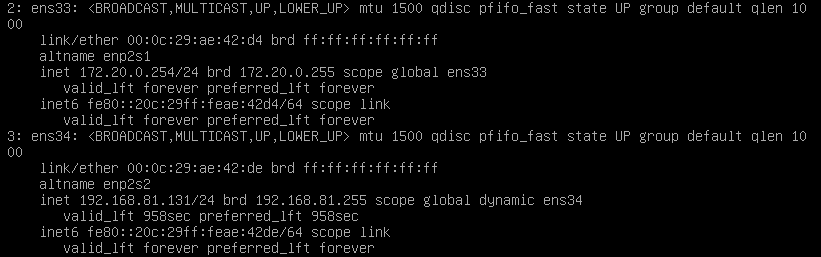 2: ens33: <BROADCAST,MULTICAST,UP,LOWER_UP> mtu 1500 qdisc pfifo_fast state UP group default qlen 10
00
    link/ether 00:0c:29:ae:42:d4 brd ff:ff:ff:ff:ff:ff
    altname enp2s1
    inet 172.20.0.254/24 brd 172.20.0.255 scope global ens33
       valid_lft forever preferred_lft forever
    inet6 fe80::20c:29ff:feae:42d4/64 scope link
       valid_lft forever preferred_lft forever
3: ens34: <BROADCAST,MULTICAST,UP,LOWER_UP> mtu 1500 qdisc pfifo_fast state UP group default qlen 10
00
    link/ether 00:0c:29:ae:42:de brd ff:ff:ff:ff:ff:ff
    altname enp2s2
    inet 192.168.81.131/24 brd 192.168.81.255 scope global dynamic ens34
       valid_lft 958sec preferred_lft 958sec
    inet6 fe80::20c:29ff:feae:42de/64 scope link
       valid_lft forever preferred_lft forever